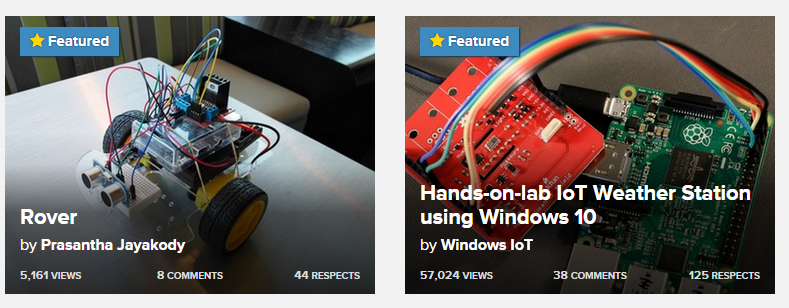 Featured
Rover
by Prasantha Jayakody
5,161 VIEWS 8 COMMENTS 44 RESPECTS
Featured
Hands-on-lab IoT Weather Station
using Windows 10
by Windows IoT
57,024 VIEWS 38 COMMENTS 125 RESPECTS